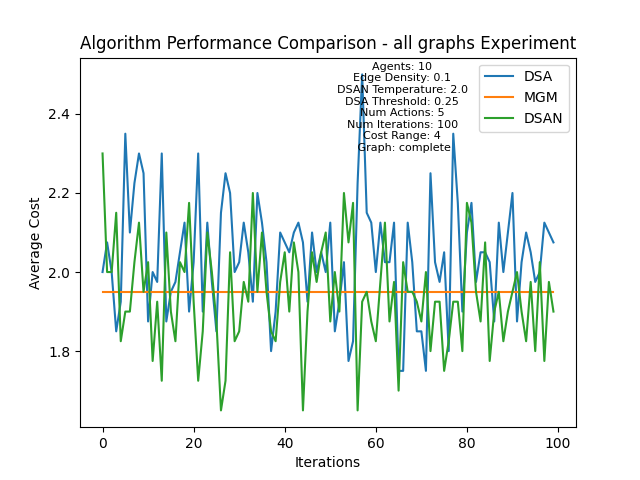 Algorithm Performance Comparison - all graphs Experiment
Agents: 10
Edge Density: 0.1
DSAN Temperature: 2.0
DSA Threshold: 0.25
Num Actions: 5
Num Iterations: 100
Cost Range: 4
Graph: complete
DSA
MGM
DSAN
Average Cost
2.4
2.2
2.0
1.8
0
20
40
60
80
100
Iterations